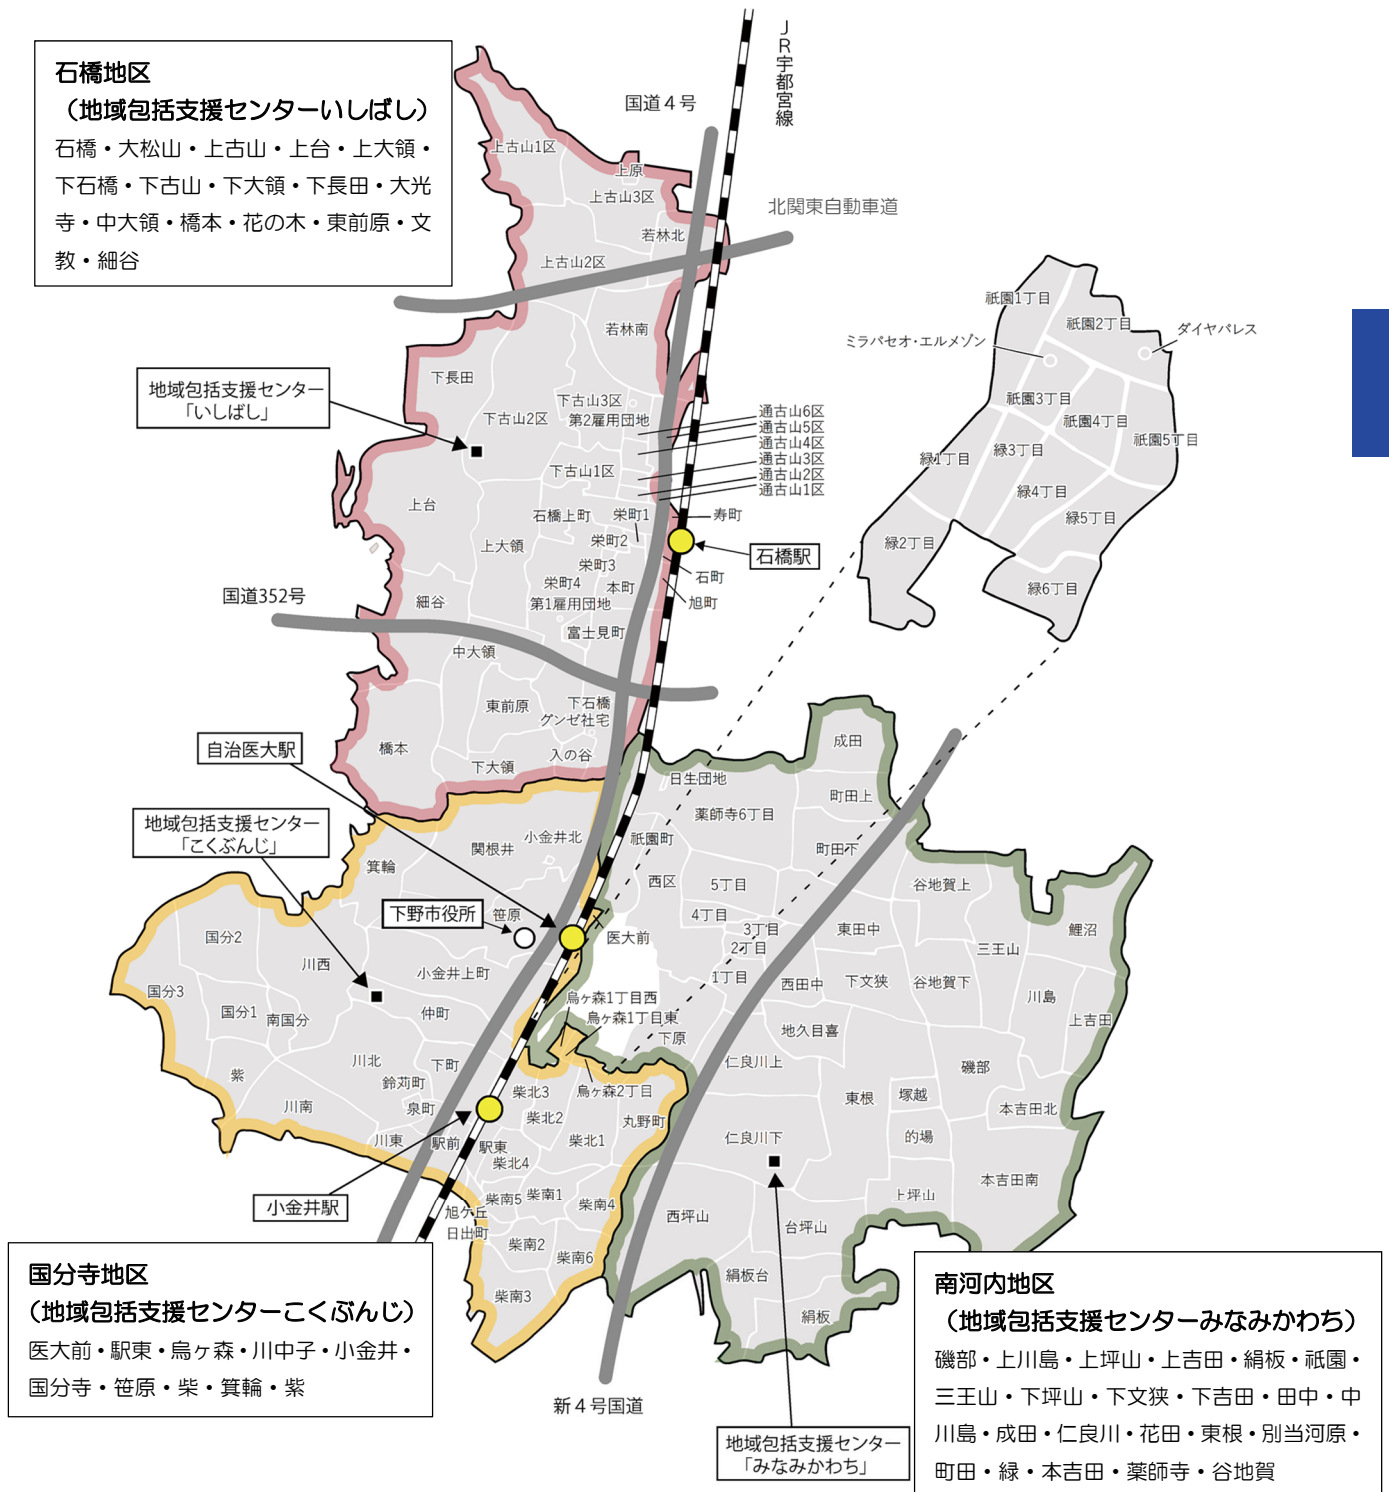 石橋地区
（地域包括支援センターいしばし）
石橋・大松山・上古山・上台・上大領・
下石橋・下古山・下大領・下長田・大光
寺・中大領・橋本・花の木・東前原・文
教・細谷
JR宇都宮線
国道４号
北関東自動車道
上古山1区
上原
上古山3区
若林北
上古山2区
若林南
下長田
下古山3区
第2雇用団地
下古山2区
地域包括支援センター
「いしばし」
通古山6区
通古山5区
通古山4区
通古山3区
通古山2区
通古山1区
下古山1区
上台
石橋上町
栄町1
寿町
上大領
栄町2
石橋駅
栄町3
栄町4
本町
石町
国道352号
細谷
第1雇用団地
旭町
富士見町
中大領
東前原
下石橋
グンゼ社宅
橋本
下大領
入の谷
祇園1丁目
祇園2丁目
ダイヤパレス
ミラパセオ・エルメゾン
祇園3丁目
祇園4丁目
祇園5丁目
緑1丁目
緑3丁目
緑4丁目
緑5丁目
緑2丁目
緑6丁目
自治医大駅
地域包括支援センター
「こくぶんじ」
下野市役所
箕輪
関根井
小金井北
笹原
国分2
川西
小金井上町
国分3
国分1
南国分
仲町
川北
下町
紫
鈴苅町
川南
泉町
川東
駅前
駅東
小金井駅
医大前
烏ヶ森1丁目西
烏ヶ森1丁目東
烏ヶ森2丁目
柴北3
柴北2
丸野町
柴北1
柴北4
柴南5
柴南1
柴南4
旭ケ丘
日出町
柴南2
柴南6
柴南3
成田
日生団地
町田上
薬師寺6丁目
祇園町
町田下
西区
5丁目
谷地賀上
4丁目
3丁目
2丁目
東田中
三王山
鯉沼
1丁目
西田中
下文狭
谷地賀下
川島
上吉田
下原
地久目喜
仁良川上
磯部
東根
塚越
本吉田北
仁良川下
的場
本吉田南
上坪山
西坪山
台坪山
絹板台
絹板
新４号国道
地域包括支援センター
「みなみかわち」
国分寺地区
（地域包括支援センターこくぶんじ）
医大前・駅東・烏ヶ森・川中子・小金井・
国分寺・笹原・柴・箕輪・紫
南河内地区
（地域包括支援センターみなみかわち）
磯部・上川島・上坪山・上吉田・絹板・祇園・
三王山・下坪山・下文狭・下吉田・田中・中
川島・成田・仁良川・花田・東根・別当河原・
町田・緑・本吉田・薬師寺・谷地賀